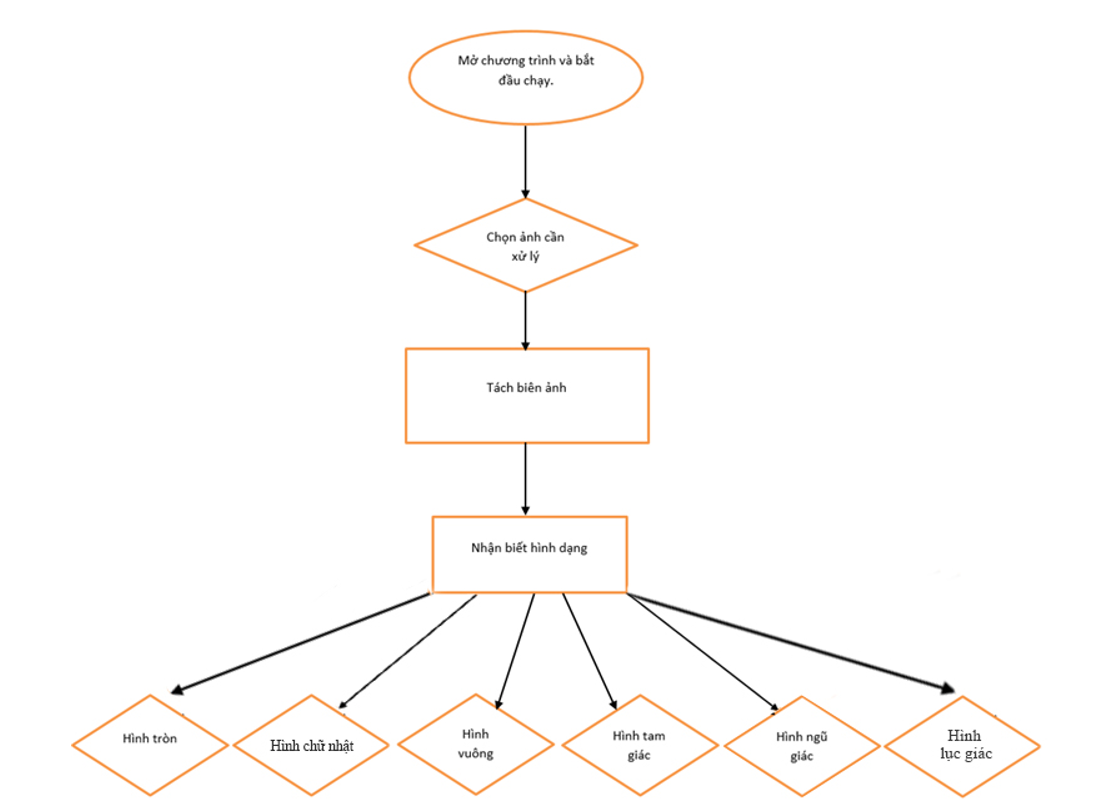 Mở chương trình và bắt
đầu chạy.
Chọn ảnh cần
xử lý
Tách biên ảnh
Nhận biết hình dạng
Hình tròn
Hình chữ nhật
Hình
vuông
Hình tam
giác
Hình ngũ
giác
Hình
lục giác